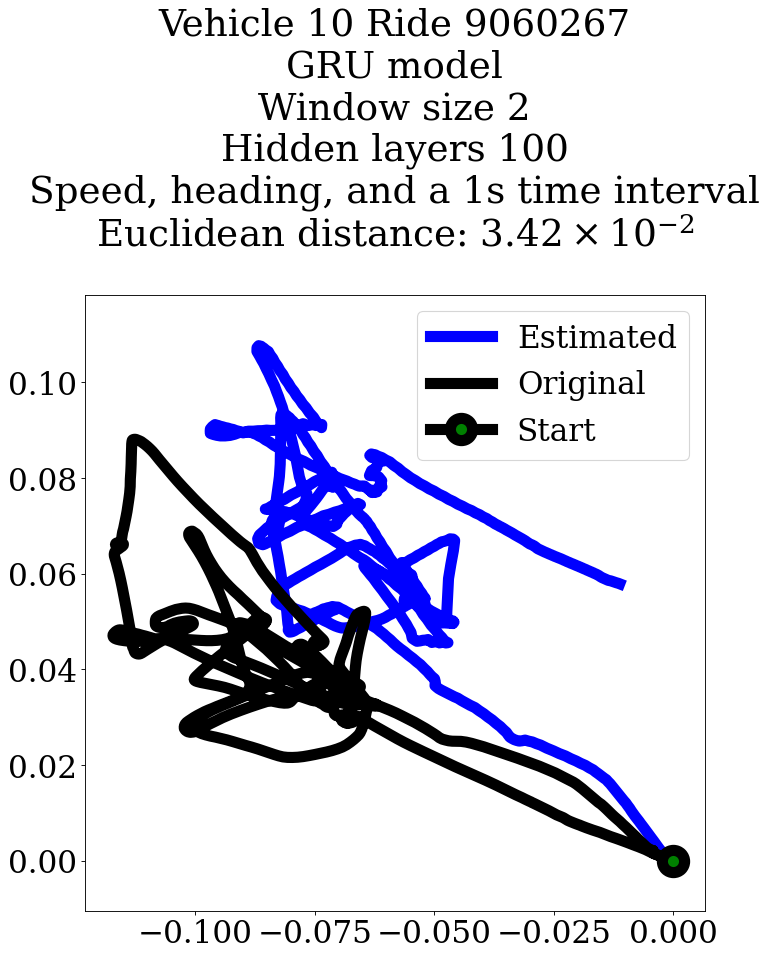 Vehicle 10 Ride 9060267
GRU model
Window size 2
Hidden layers 100
Speed, heading, and a 1s time interval
Euclidean distance: 3.42 × 10⁻²
Estimated
Original
Start
0.10
0.08
0.06
0.04
0.02
0.00
−0.100 −0.075 −0.050 −0.025 0.000